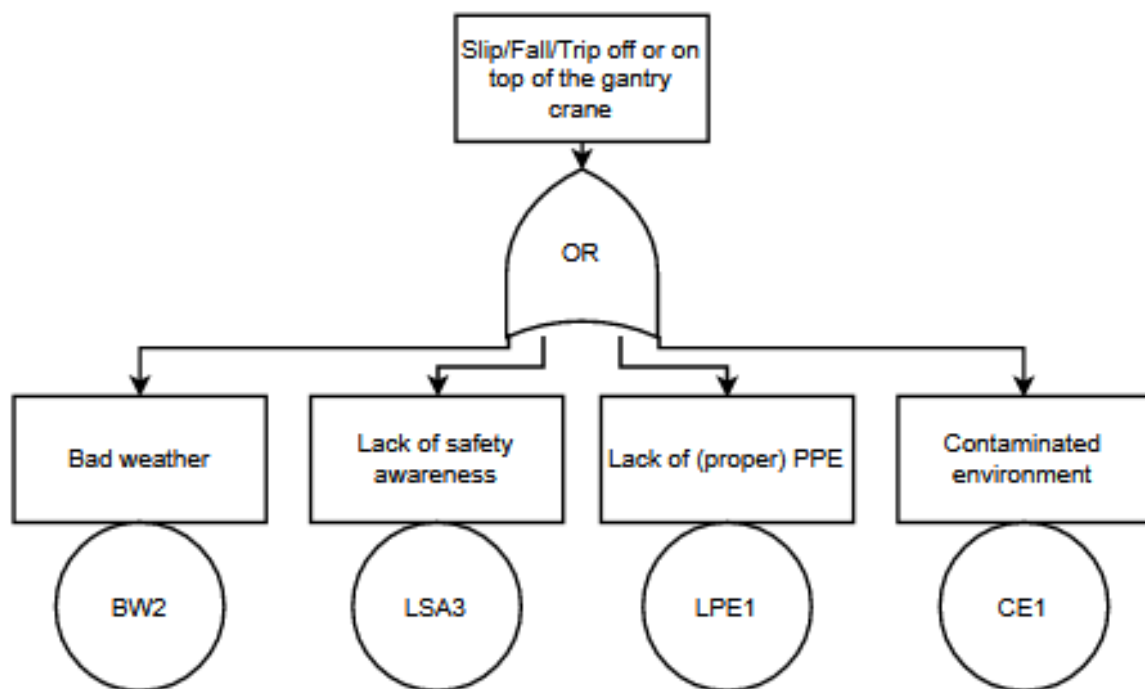 Slip/Fall/Trip off or on
top of the gantry
crane
OR
Bad weather
Lack of safety
awareness
Lack of (proper) PPE
Contaminated
environment
BW2
LSA3
LPE1
CE1